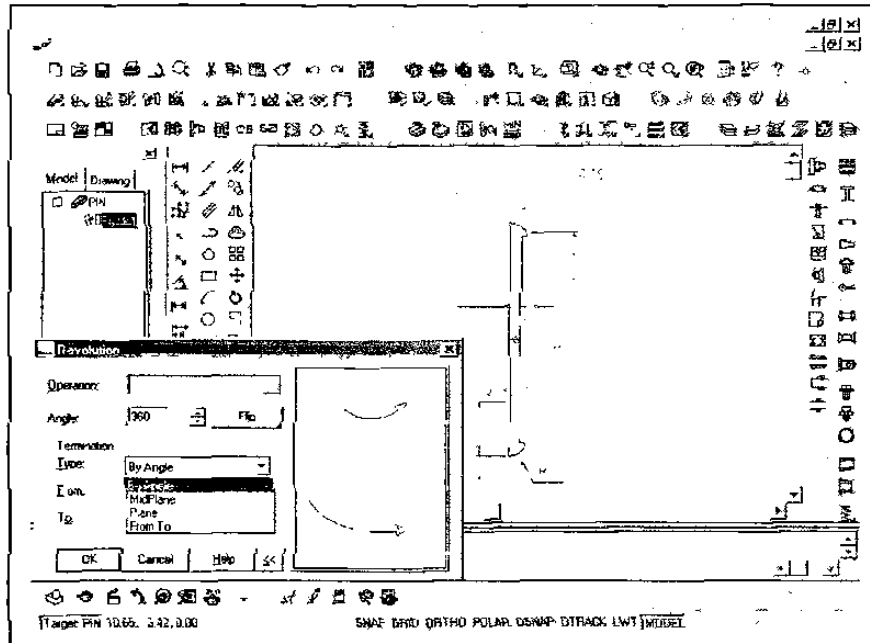 Model Drawing
PIN
Revolution
Operation:
Angle: 360 Flip
Termination
Type: By Angle
From:
MidPlane
Plane
To From To
OK Cancel Help <<
Target PIN 10.65, 3.42, 0.00 SNAP GRID ORTHO POLAR OSNAP OTRACK LWT MODEL